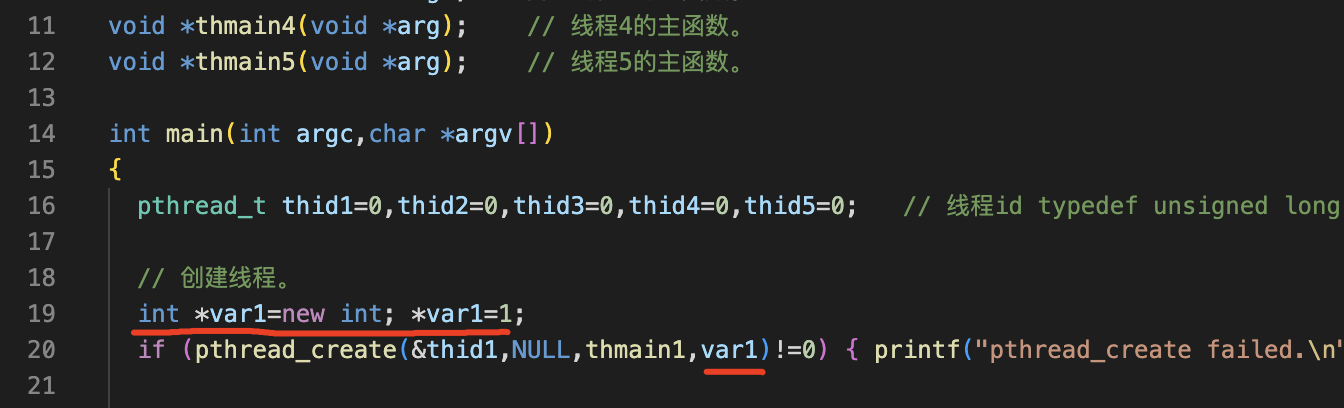 11 void *thmain4(void *arg);    // 线程4的主函数。
12 void *thmain5(void *arg);    // 线程5的主函数。
13
14 int main(int argc,char *argv[])
15 {
16   pthread_t thid1=0,thid2=0,thid3=0,thid4=0,thid5=0;   // 线程id typedef unsigned long
17
18   // 创建线程。
19   int *var1=new int; *var1=1;
20   if (pthread_create(&thid1,NULL,thmain1,var1)!=0) { printf("pthread_create failed.\n"
21